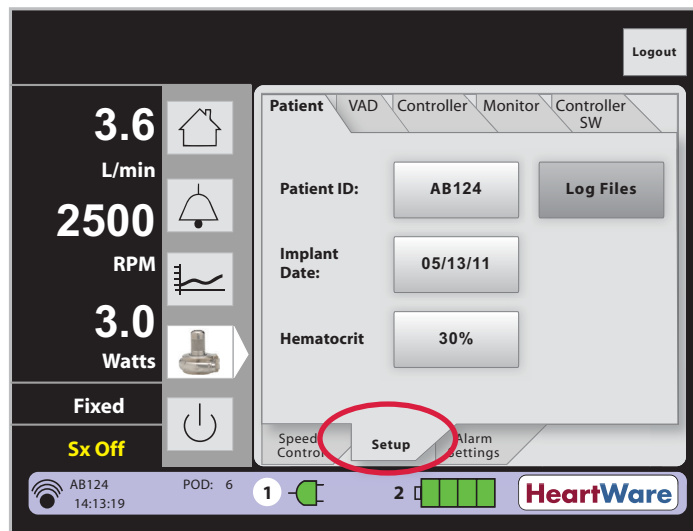 Logout
3.6
L/min
2500
RPM
3.0
Watts
Fixed
Sx Off
Patient VAD Controller Monitor Controller
SW
Patient ID: AB124 Log Files
Implant
Date:
05/13/11
Hematocrit 30%
Speed
Control
Setup
Alarm
Settings
AB124
14:13:19
POD: 6
1
2
HeartWare